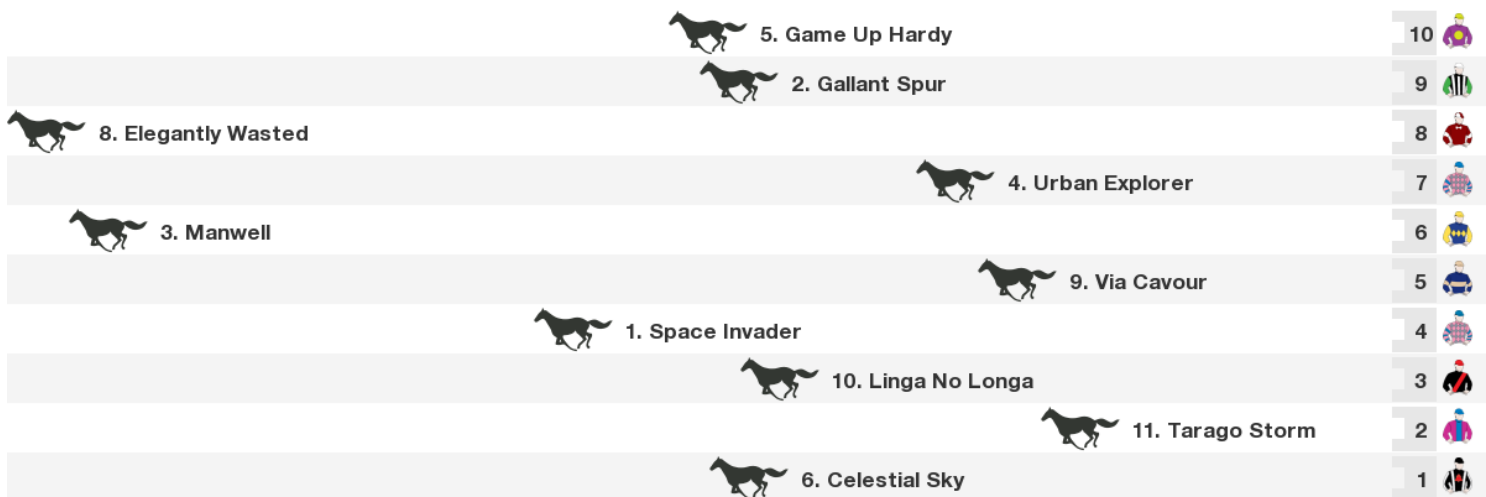 5. Game Up Hardy 10
2. Gallant Spur 9
8. Elegantly Wasted 8
4. Urban Explorer 7
3. Manwell 6
9. Via Cavour 5
1. Space Invader 4
10. Linga No Longa 3
11. Tarago Storm 2
6. Celestial Sky 1